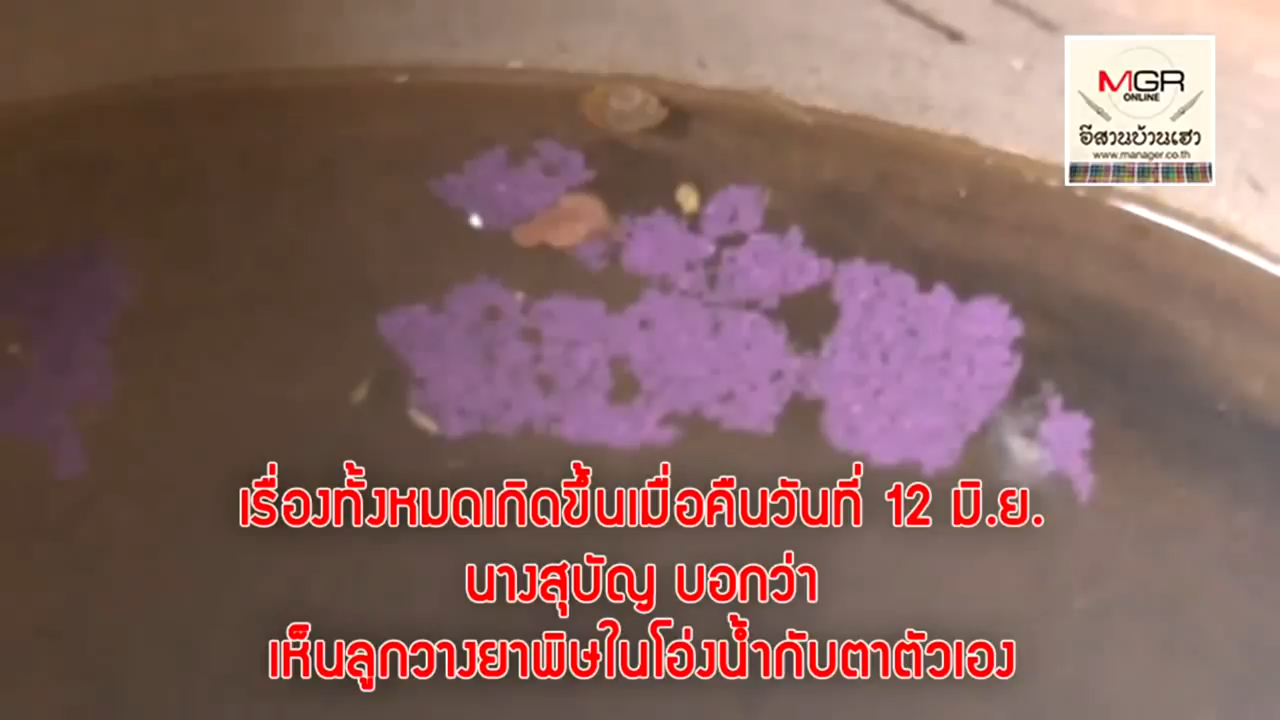 MGR
ONLINE
อีสานบ้านเฮา
www.manager.co.th
เรื่องทั้งหมดเกิดขึ้นเมื่อคืนวันที่ 12 มิ.ย.
นางสุบัญ บอกว่า
เห็นลูกวางยาพิษในโอ่งน้ำกับตาตัวเอง